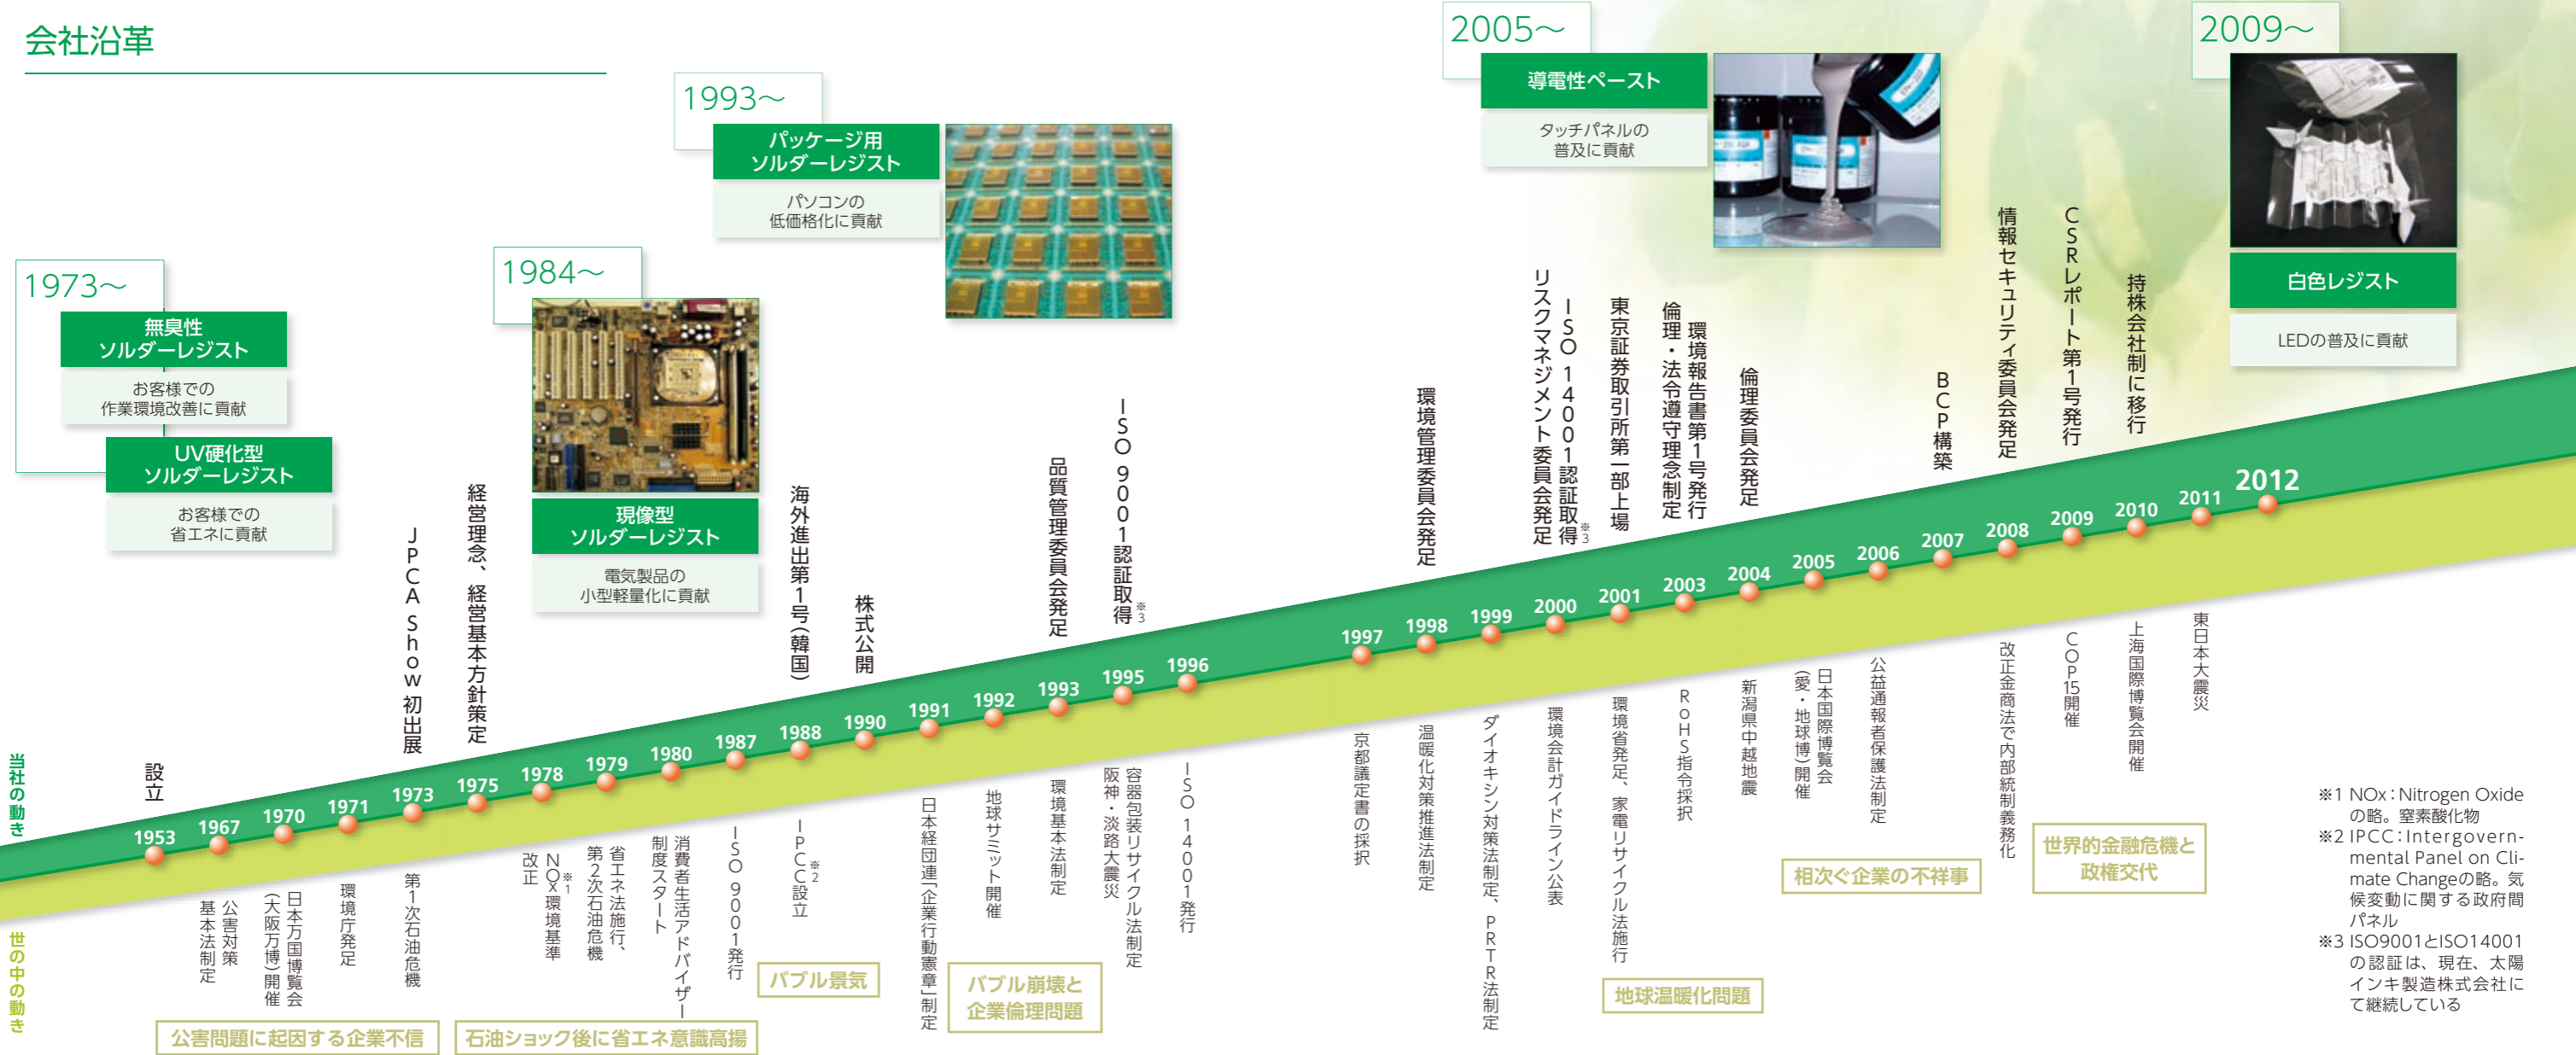 会社沿革
1973～
無臭性
ソルダーレジスト
お客様での
作業環境改善に貢献
UV硬化型
ソルダーレジスト
お客様での
省エネに貢献
1984～
現像型
ソルダーレジスト
電気製品の
小型軽量化に貢献
1993～
パッケージ用
ソルダーレジスト
パソコンの
低価格化に貢献
2005～
導電性ペースト
タッチパネルの
普及に貢献
2009～
白色レジスト
LEDの普及に貢献
当社の動き
設立
JPCA Show 初出展
経営理念、経営基本方針策定
海外進出第1号（韓国）
株式公開
品質管理委員会発足
ISO 9001認証取得※3
環境管理委員会発足
ISO 14001認証取得※3
リスクマネジメント委員会発足
東京証券取引所第一部上場
環境報告書第1号発行
倫理・法令遵守理念制定
倫理委員会発足
BCP構築
情報セキュリティ委員会発足
CSRレポート第1号発行
持株会社制に移行
1953
1967
1970
1971
1973
1975
1978
1979
1980
1987
1988
1990
1991
1992
1993
1995
1996
1997
1998
1999
2000
2001
2003
2004
2005
2006
2007
2008
2009
2010
2011
2012
世の中の動き
公害対策
基本法制定
日本万国博覧会
（大阪万博）開催
環境庁発足
第1次石油危機
NOx※1環境基準
改正
省エネ法施行、
第2次石油危機
消費者生活アドバイザー
制度スタート
ISO 9001発行
IPCC※2設立
日本経団連「企業行動憲章」制定
地球サミット開催
環境基本法制定
容器包装リサイクル法制定
阪神・淡路大震災
ISO 14001発行
京都議定書の採択
温暖化対策推進法制定
ダイオキシン対策法制定、PRTR法制定
環境会計ガイドライン公表
環境省発足、家電リサイクル法施行
RoHS指令採択
新潟県中越地震
日本国際博覧会
（愛・地球博）開催
公益通報者保護法制定
改正金商法で内部統制義務化
COP15開催
上海国際博覧会開催
東日本大震災
公害問題に起因する企業不信
石油ショック後に省エネ意識高揚
バブル景気
バブル崩壊と
企業倫理問題
地球温暖化問題
相次ぐ企業の不祥事
世界的金融危機と
政権交代
※1 NOx：Nitrogen Oxide
の略。窒素酸化物
※2 IPCC：Intergovern-
mental Panel on Cli-
mate Changeの略。気
候変動に関する政府間
パネル
※3 ISO9001とISO14001
の認証は、現在、太陽
インキ製造株式会社に
て継続している